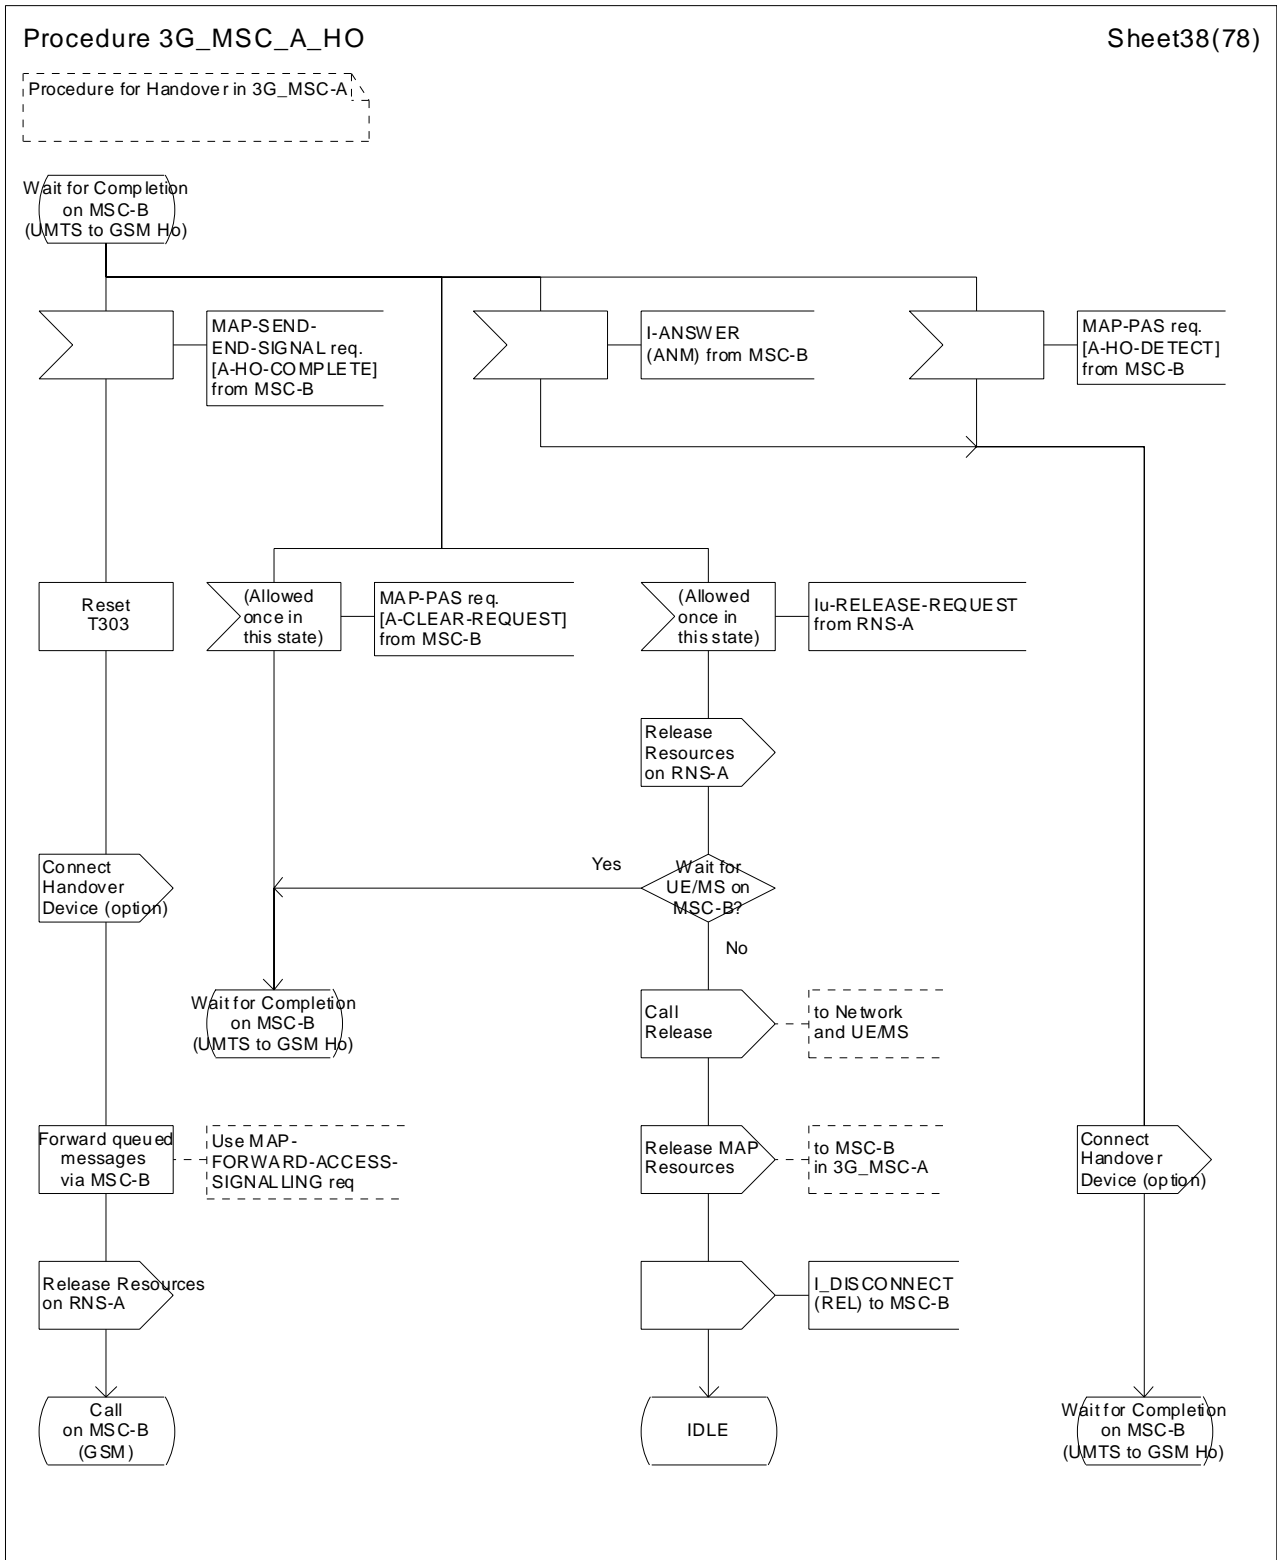 Procedure 3G_MSC_A_HO
Sheet38(78)
Procedure for Handover in 3G_MSC-A
Wait for Completion
on MSC-B
(UMTS to GSM Ho)
MAP-SEND-
END-SIGNAL req.
[A-HO-COMPLETE]
from MSC-B
I-ANSWER
(ANM) from MSC-B
MAP-PAS req.
[A-HO-DETECT]
from MSC-B
Reset
T303
(Allowed
once in
this state)
MAP-PAS req.
[A-CLEAR-REQUEST]
from MSC-B
(Allowed
once in
this state)
Iu-RELEASE-REQUEST
from RNS-A
Release
Resources
on RNS-A
Connect
Handover
Device (option)
Yes
Wait for
UE/MS on
MSC-B?
No
Wait for Completion
on MSC-B
(UMTS to GSM Ho)
Call
Release
to Network
and UE/MS
Forward queued
messages
via MSC-B
Use MAP-
FORWARD-ACCESS-
SIGNALLING req
Release MAP
Resources
to MSC-B
in 3G_MSC-A
Connect
Handover
Device (option)
Release Resources
on RNS-A
I_DISCONNECT
(REL) to MSC-B
Call
on MSC-B
(GSM)
IDLE
Wait for Completion
on MSC-B
(UMTS to GSM Ho)